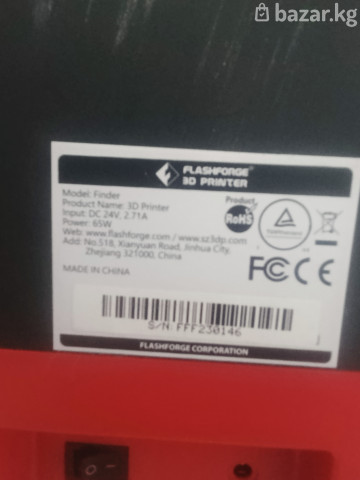 bazar.kg
FLASHFORGE
3D PRINTER
Model: Finder
Product Name: 3D Printer
Input: DC 24V, 2.71A
Power: 65W
Web: www.flashforge.com / www.sz3dp.com
Add: No.518, Xianyuan Road, Jinhua City,
Zhejiang 321000, China
MADE IN CHINA
Product
RoHS
FC CE
S/N:FFF230146
FLASHFORGE CORPORATION